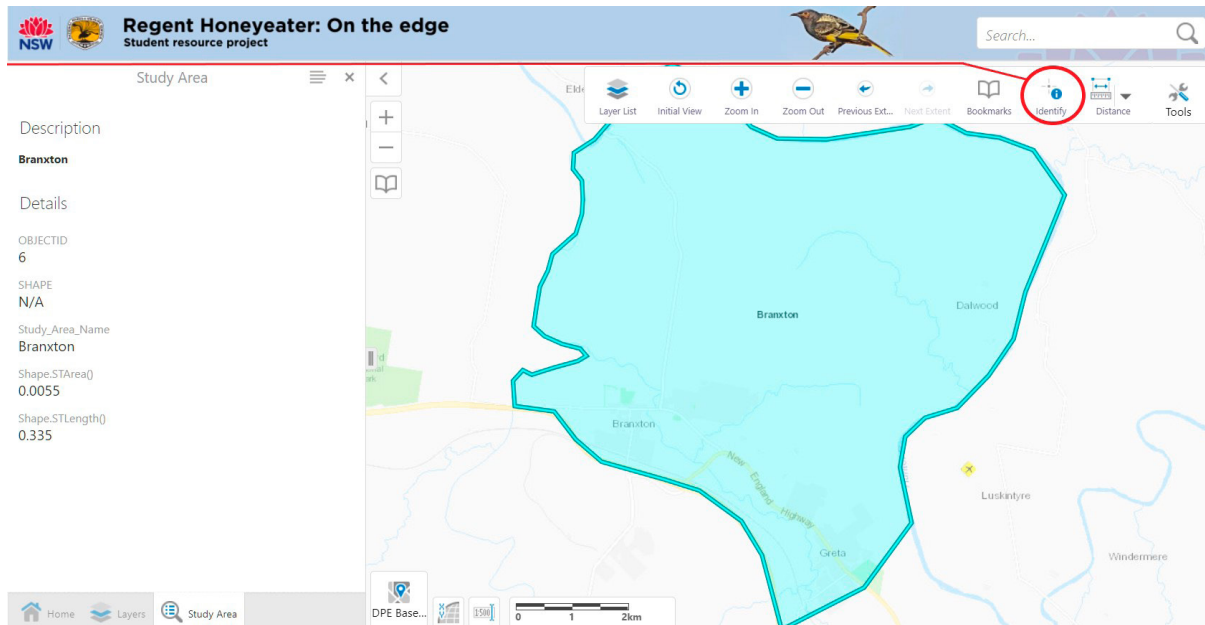 NSW
Regent Honeyeater: On the edge
Student resource project
Search...
Study Area
Layer List
Initial View
Zoom In
Zoom Out
Previous Ext...
Next Extent
Bookmarks
Identify
Distance
Tools
Description
Branxton
Details
OBJECTID
6
SHAPE
N/A
Study_Area_Name
Branxton
Shape.STArea()
0.0055
Shape.STLength()
0.335
Branxton
Dalwood
Branxton
New England Highway
Luskintyre
Greta
Windermere
Home
Layers
Study Area
DPE Base...
0 1 2km